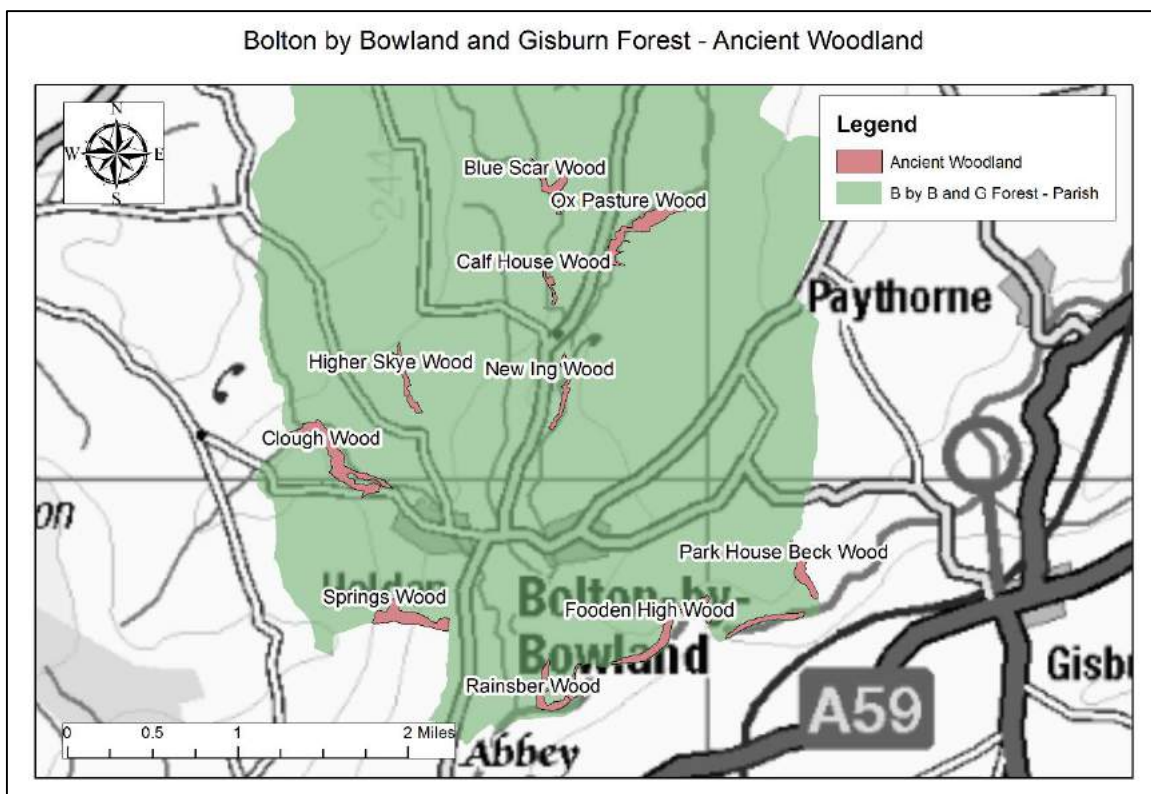 Bolton by Bowland and Gisburn Forest - Ancient Woodland
N
W E
S
Legend
Ancient Woodland
B by B and G Forest - Parish
244
Blue Scar Wood
Ox Pasture Wood
Calf House Wood
Paythorne
Higher Skye Wood
New Ing Wood
Clough Wood
on
Park House Beck Wood
Holden
Springs Wood
Bolton-by-
Fooden High Wood
Bowland
Gisbu
Rainsber Wood
A59
0 0.5 1 2 Miles
Abbey